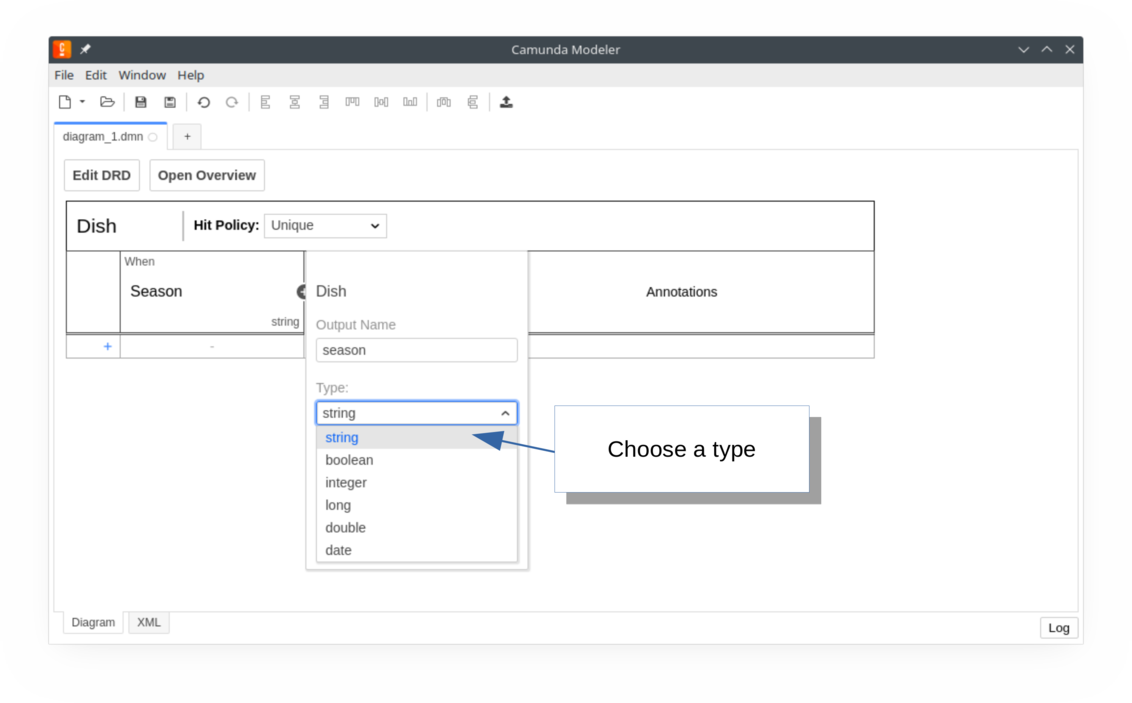 Camunda Modeler
File Edit Window Help
diagram_1.dmn +
Edit DRD Open Overview
Dish Hit Policy: Unique
When
Season
string
+ -
Dish
Output Name
season
Type:
string
string
boolean
integer
long
double
date
Annotations
Choose a type
Diagram XML
Log